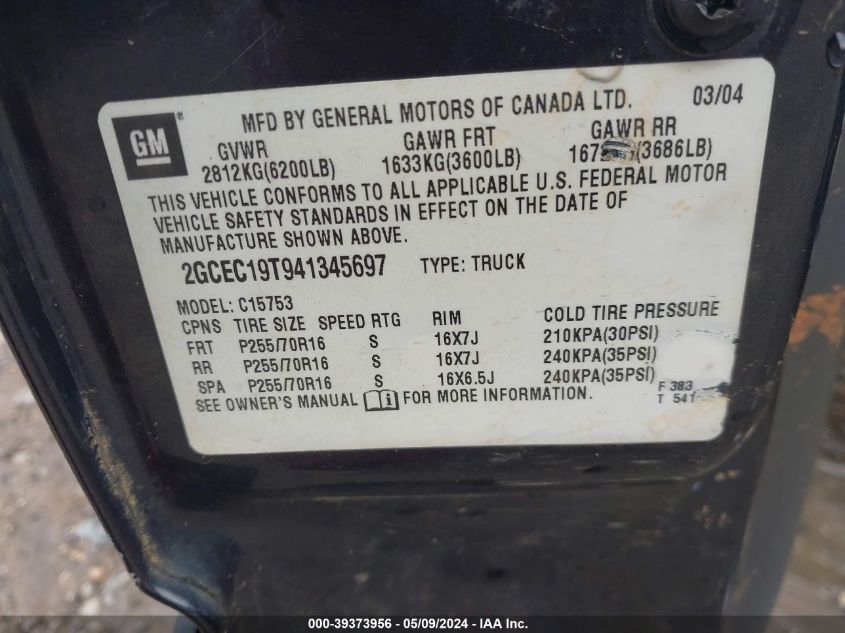 GM ®
MFD BY GENERAL MOTORS OF CANADA LTD. 03/04
GVWR GAWR FRT GAWR RR
2812KG(6200LB) 1633KG(3600LB) (3686LB)
THIS VEHICLE CONFORMS TO ALL APPLICABLE U.S. FEDERAL MOTOR
VEHICLE SAFETY STANDARDS IN EFFECT ON THE DATE OF
MANUFACTURE SHOWN ABOVE.
2GCEC19T941345697 TYPE: TRUCK
MODEL: C15753
CPNS TIRE SIZE SPEED RTG RIM COLD TIRE PRESSURE
FRT P255/70R16 S 16X7J 210KPA(30PSI)
RR P255/70R16 S 16X7J 240KPA(35PSI)
SPA P255/70R16 S 16X6.5J 240KPA(35PSI)
SEE OWNER'S MANUAL FOR MORE INFORMATION.
F 383
T 541
000-39373956 - 05/09/2024 - IAA Inc.